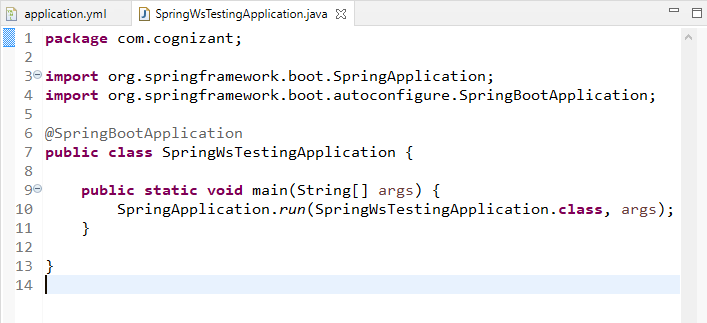 application.yml SpringWsTestingApplication.java
1 package com.cognizant;
2
3 import org.springframework.boot.SpringApplication;
4 import org.springframework.boot.autoconfigure.SpringBootApplication;
5
6 @SpringBootApplication
7 public class SpringWsTestingApplication {
8
9 public static void main(String[] args) {
10 SpringApplication.run(SpringWsTestingApplication.class, args);
11 }
12
13 }
14